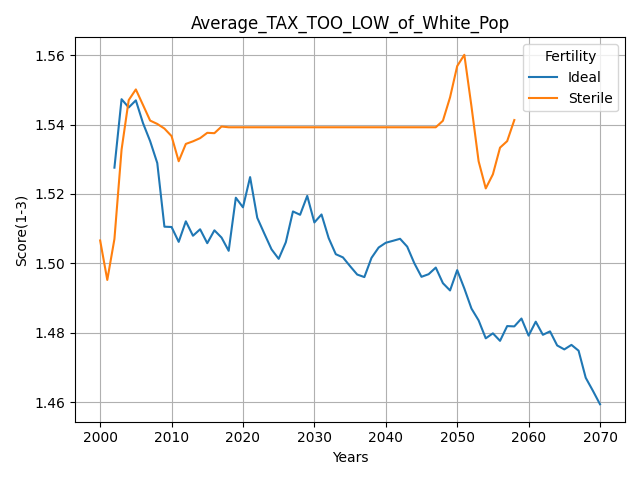 Average_TAX_TOO_LOW_of_White_Pop
Fertility
Ideal
Sterile
Score(1-3)
1.56
1.54
1.52
1.50
1.48
1.46
2000 2010 2020 2030 2040 2050 2060 2070
Years